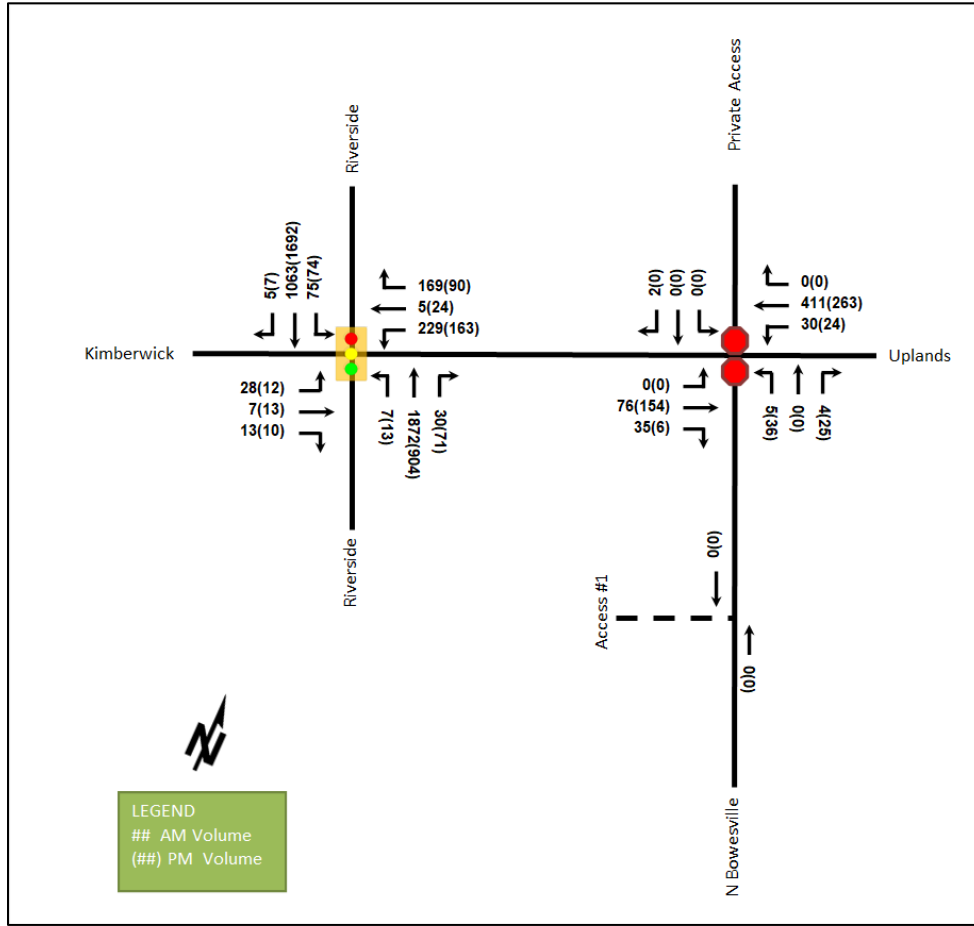 Riverside
Private Access
5(7)
1063(1692)
75(74)
169(90)
5(24)
229(163)
2(0)
0(0)
0(0)
0(0)
411(263)
30(24)
Kimberwick
Uplands
28(12)
7(13)
13(10)
7(13)
1872(904)
30(71)
0(0)
76(154)
35(6)
5(36)
0(0)
4(25)
Riverside
0(0)
Access #1
0(0)
N
N Bowesville
LEGEND
## AM Volume
(##) PM Volume